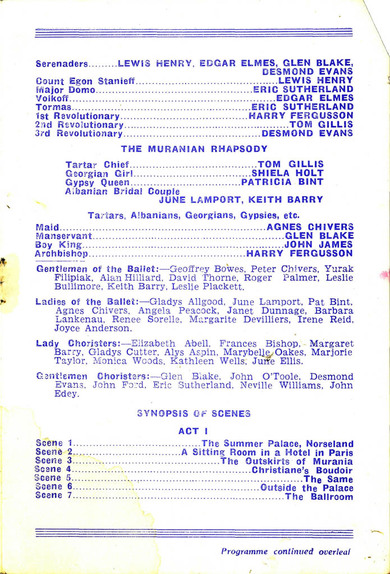 Serenaders.........LEWIS HENRY, EDGAR ELMES, GLEN BLAKE,
DESMOND EVANS
Count Egon Stanieff..............................LEWIS HENRY
Major Domo..............................ERIC SUTHERLAND
Volkoff..............................EDGAR ELMES
Tormas..............................ERIC SUTHERLAND
1st Revolutionary..............................HARRY FERGUSSON
2nd Revolutionary..............................TOM GILLIS
3rd Revolutionary..............................DESMOND EVANS
THE MURANIAN RHAPSODY
Tartar Chief..............................TOM GILLIS
Georgian Girl..............................SHIELA HOLT
Gypsy Queen..............................PATRICIA BINT
Albanian Bridal Couple
JUNE LAMPORT, KEITH BARRY
Tartars, Albanians, Georgians, Gypsies, etc.
Maid..............................AGNES CHIVERS
Manservant..............................GLEN BLAKE
Boy King..............................JOHN JAMES
Archbishop..............................HARRY FERGUSSON
Gentlemen of the Ballet:—Geoffrey Bowes, Peter Chivers, Yurak
Filipiak, Alan Hilliard, David Thorne, Roger Palmer, Leslie
Bullimore, Keith Barry, Leslie Plackett.
Ladies of the Ballet:—Gladys Allgood, June Lamport, Pat Bint,
Agnes Chivers, Angela Peacock, Janet Dunnage, Barbara
Lankenau, Renee Sorelle, Margarite Devilliers, Irene Reid,
Joyce Anderson.
Lady Choristers:—Elizabeth Abell, Frances Bishop, Margaret
Barry, Gladys Cutter, Alys Aspin, Marybelle Oakes, Marjorie
Taylor, Monica Woods, Kathleen Wells, June Ellis.
Gentlemen Choristers:—Glen Blake, John O'Toole, Desmond
Evans, John Ford, Eric Sutherland, Neville Williams, John
Edey.
SYNOPSIS OF SCENES
ACT I
Scene 1..............................The Summer Palace, Norseland
Scene 2..............................A Sitting Room in a Hotel in Paris
Scene 3..............................The Outskirts of Murania
Scene 4..............................Christiane's Boudoir
Scene 5..............................The Same
Scene 6..............................Outside the Palace
Scene 7..............................The Ballroom
Programme continued overleaf